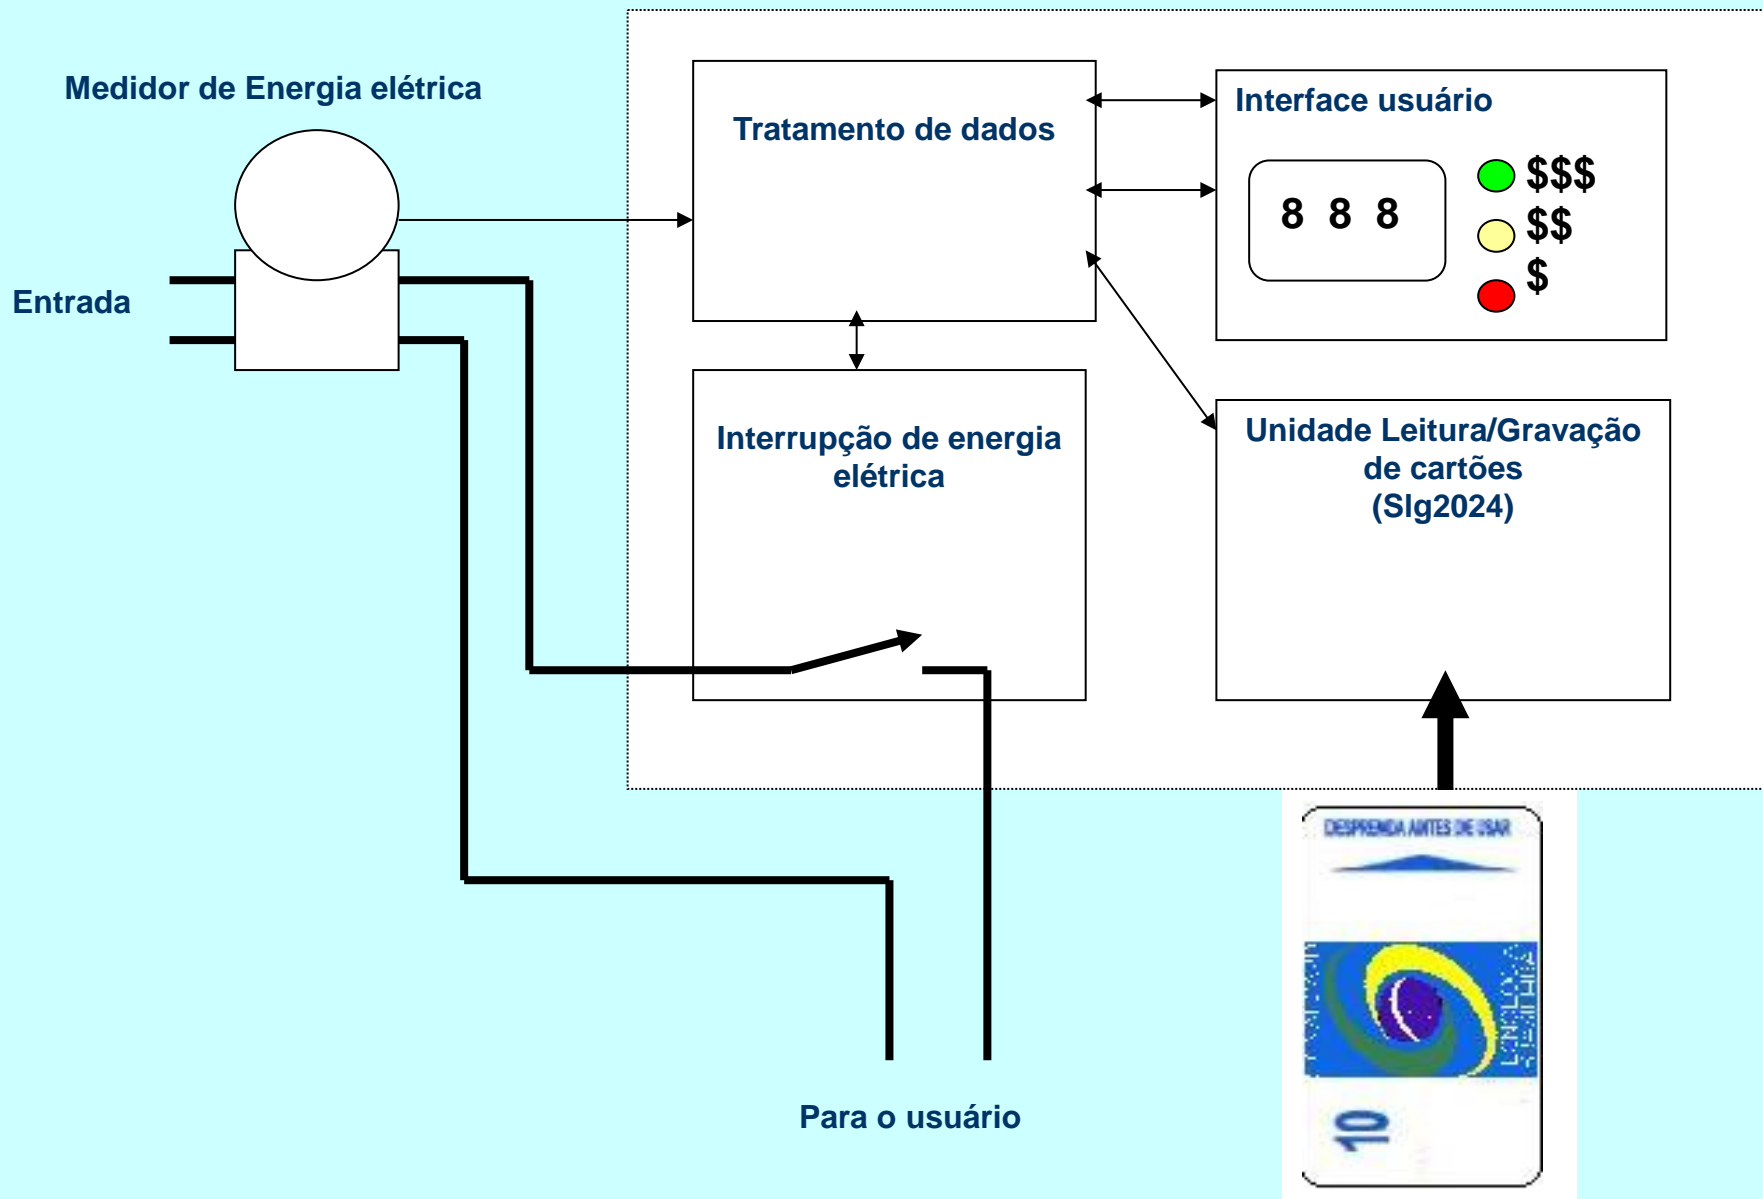 Medidor de Energia elétrica
Entrada
Tratamento de dados
Interface usuário
8 8 8
$$$
$$
$
Interrupção de energia
elétrica
Unidade Leitura/Gravação
de cartões
(Slg2024)
Para o usuário
DESPRENDA ANTES DE USAR
10